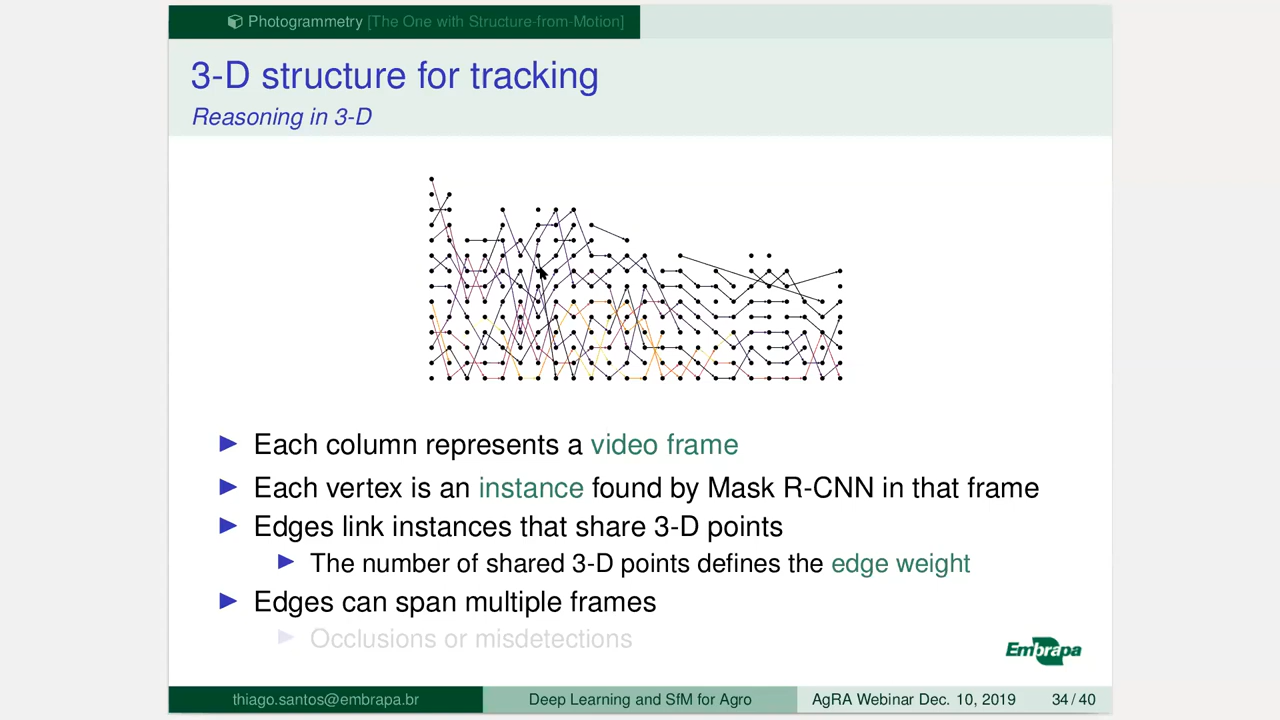 Photogrammetry [The One with Structure-from-Motion]
3-D structure for tracking
Reasoning in 3-D
Each column represents a video frame
Each vertex is an instance found by Mask R-CNN in that frame
Edges link instances that share 3-D points
The number of shared 3-D points defines the edge weight
Edges can span multiple frames
Occlusions or misdetections
Embrapa
thiago.santos@embrapa.br
Deep Learning and SfM for Agro
AgRA Webinar Dec. 10, 2019
34 / 40